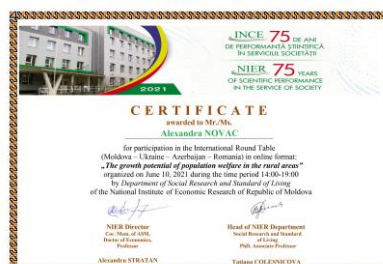 INCE 75 DE ANI
DE PERFORMANȚĂ ȘTIINȚIFICĂ
ÎN SERVICIUL SOCIETĂȚII
NIER 75 YEARS
OF SCIENTIFIC PERFORMANCE
IN THE SERVICE OF SOCIETY
2021
CERTIFICATE
awarded to Mr./Ms.
Alexandra NOVAC
for participation in the International Round Table
(Moldova – Ukraine – Azerbaijan – Romania) in online format:
„The growth potential of population welfare in the rural areas"
organized on June 10, 2021 during the time period 14:00-19:00
by Department of Social Research and Standard of Living
of the National Institute of Economic Research of Republic of Moldova
NIER Director
Cor. Mem. of ASM,
Doctor of Economics,
Professor
Alexandru STRATAN
Head of NIER Department
Social Research and Standard
of Living
PhD, Associate Professor
Tatiana COLESNICOVA